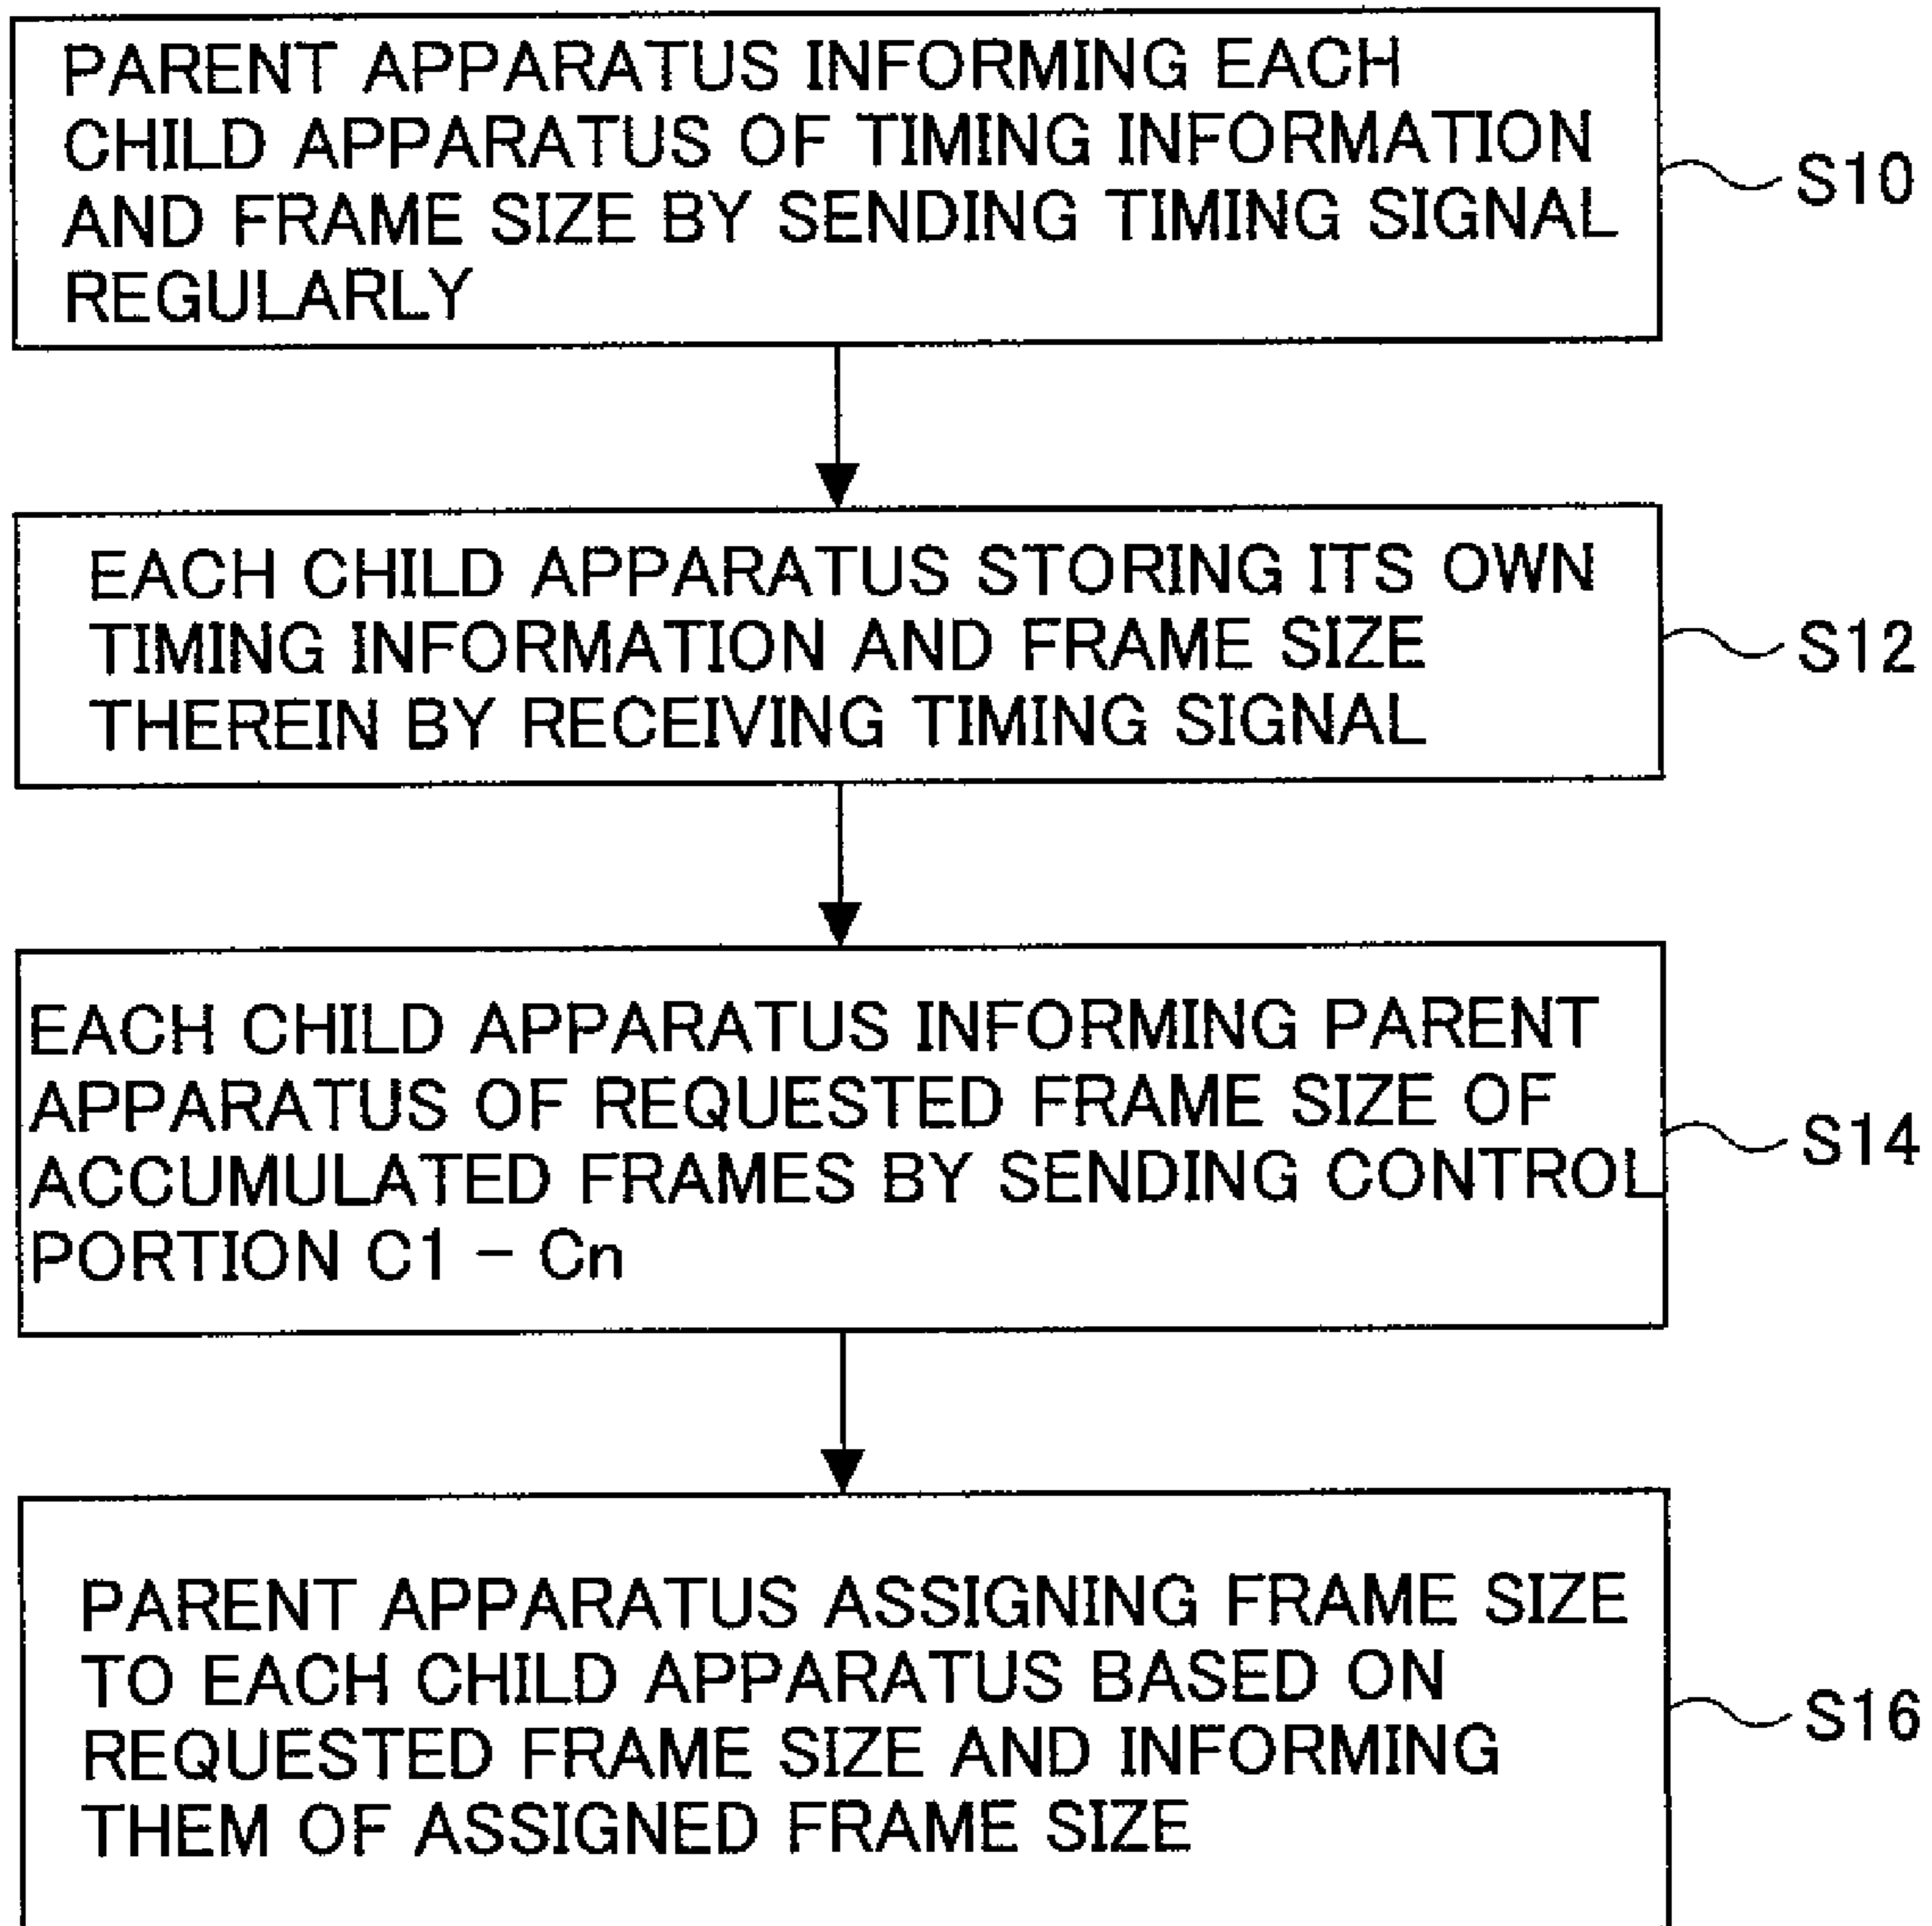 PARENT APPARATUS INFORMING EACH
CHILD APPARATUS OF TIMING INFORMATION
AND FRAME SIZE BY SENDING TIMING SIGNAL
REGULARLY
S10
EACH CHILD APPARATUS STORING ITS OWN
TIMING INFORMATION AND FRAME SIZE
THEREIN BY RECEIVING TIMING SIGNAL
S12
EACH CHILD APPARATUS INFORMING PARENT
APPARATUS OF REQUESTED FRAME SIZE OF
ACCUMULATED FRAMES BY SENDING CONTROL
PORTION C1 – Cn
S14
PARENT APPARATUS ASSIGNING FRAME SIZE
TO EACH CHILD APPARATUS BASED ON
REQUESTED FRAME SIZE AND INFORMING
THEM OF ASSIGNED FRAME SIZE
S16